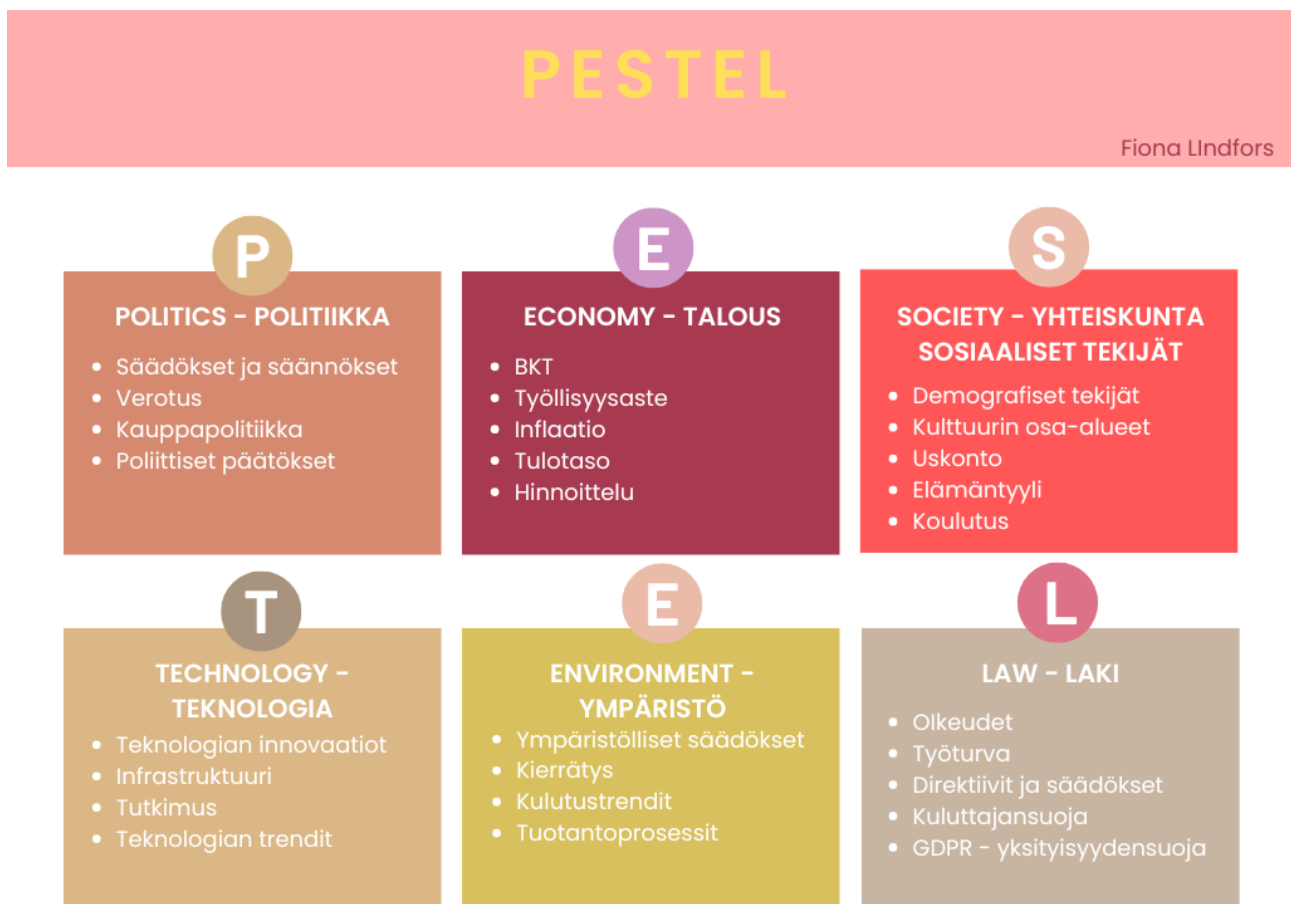 PESTEL
Fiona LIndfors
P
POLITICS - POLITIIKKA
• Säädökset ja säännökset
• Verotus
• Kauppapolitiikka
• Poliittiset päätökset
E
ECONOMY - TALOUS
• BKT
• Työllisyysaste
• Inflaatio
• Tulotaso
• Hinnoittelu
S
SOCIETY - YHTEISKUNTA
SOSIAALISET TEKIJÄT
• Demografiset tekijät
• Kulttuurin osa-alueet
• Uskonto
• Elämäntyyli
• Koulutus
T
TECHNOLOGY -
TEKNOLOGIA
• Teknologian innovaatiot
• Infrastruktuuri
• Tutkimus
• Teknologian trendit
E
ENVIRONMENT -
YMPÄRISTÖ
• Ympäristölliset säädökset
• Kierrätys
• Kulutustrendit
• Tuotantoprosessit
L
LAW - LAKI
• OIkeudet
• Työturva
• Direktiivit ja säädökset
• Kuluttajansuoja
• GDPR - yksityisyydensuoja